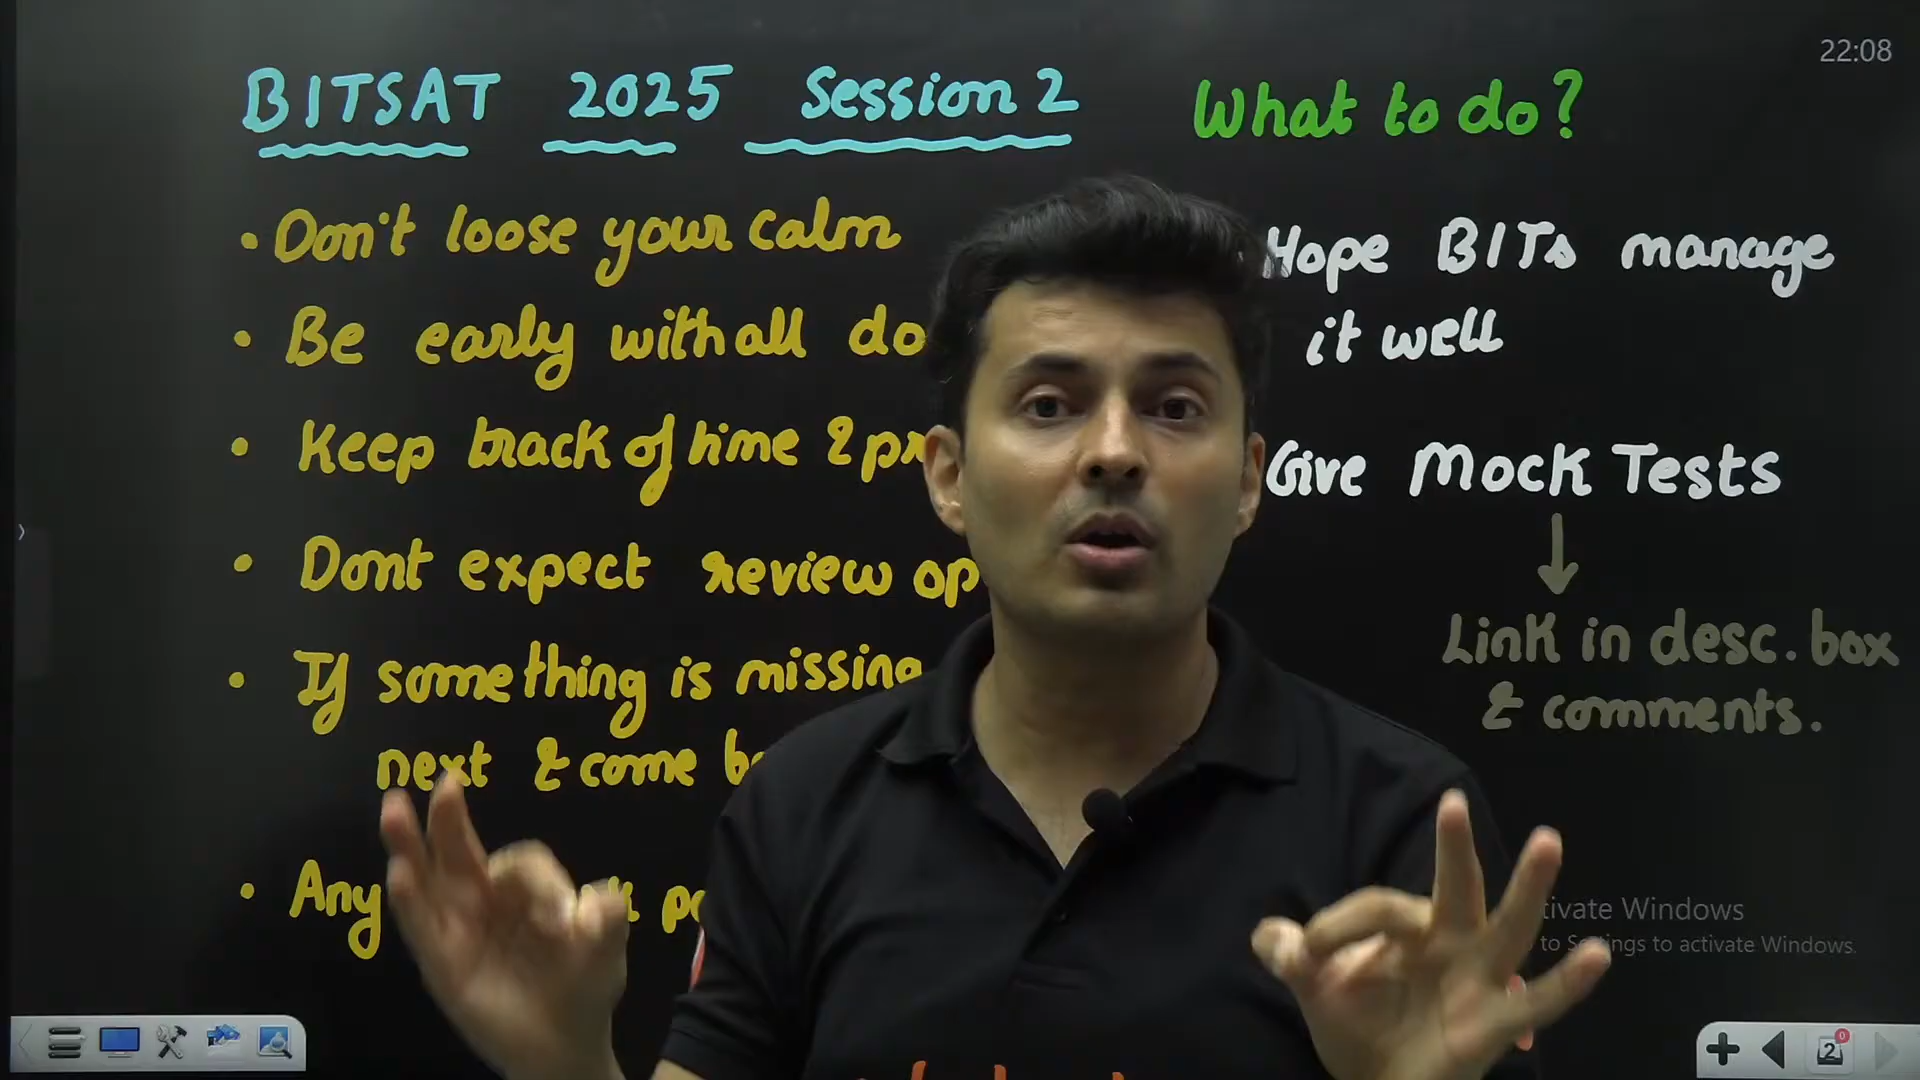 22:08
BITSAT 2025 Session 2
What to do?
• Don't loose your calm
• Be early with all do
• Keep track of time & pr
• Dont expect review op
• If something is missing
next & come b
• Any
Hope BITs manage
it well
Give Mock Tests
Link in desc. box
& comments.
tivate Windows
to Settings to activate Windows.
2
0